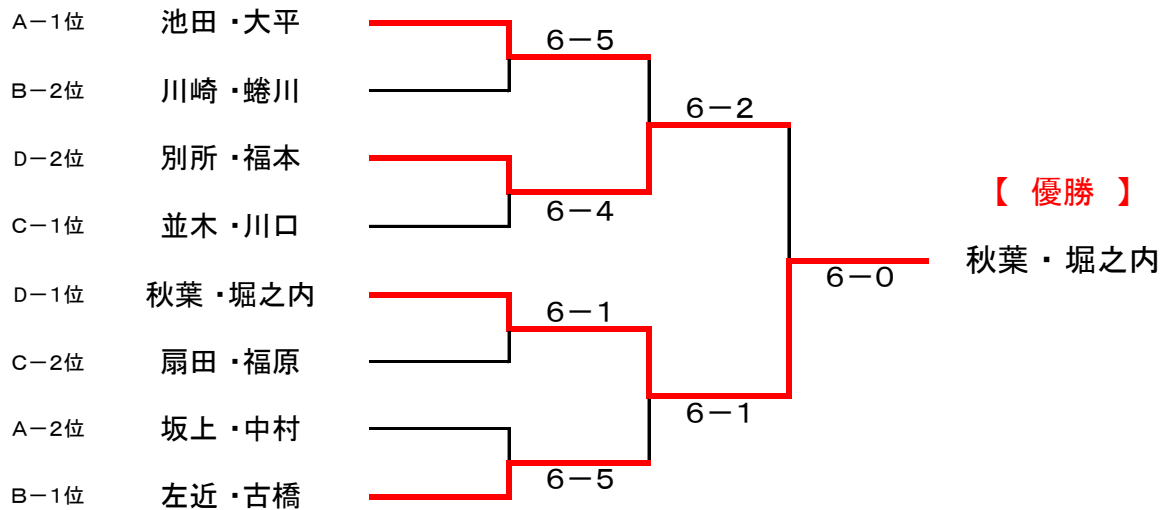 A－1位 池田・大平
6－5
B－2位 川崎・蜷川
6－2
D－2位 別所・福本
【 優勝 】
6－4
C－1位 並木・川口
秋葉・堀之内
6－0
D－1位 秋葉・堀之内
6－1
C－2位 扇田・福原
6－1
A－2位 坂上・中村
6－5
B－1位 左近・古橋